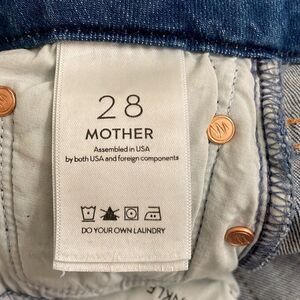 28
MOTHER
Assembled in USA
by both USA and foreign components
DO YOUR OWN LAUNDRY